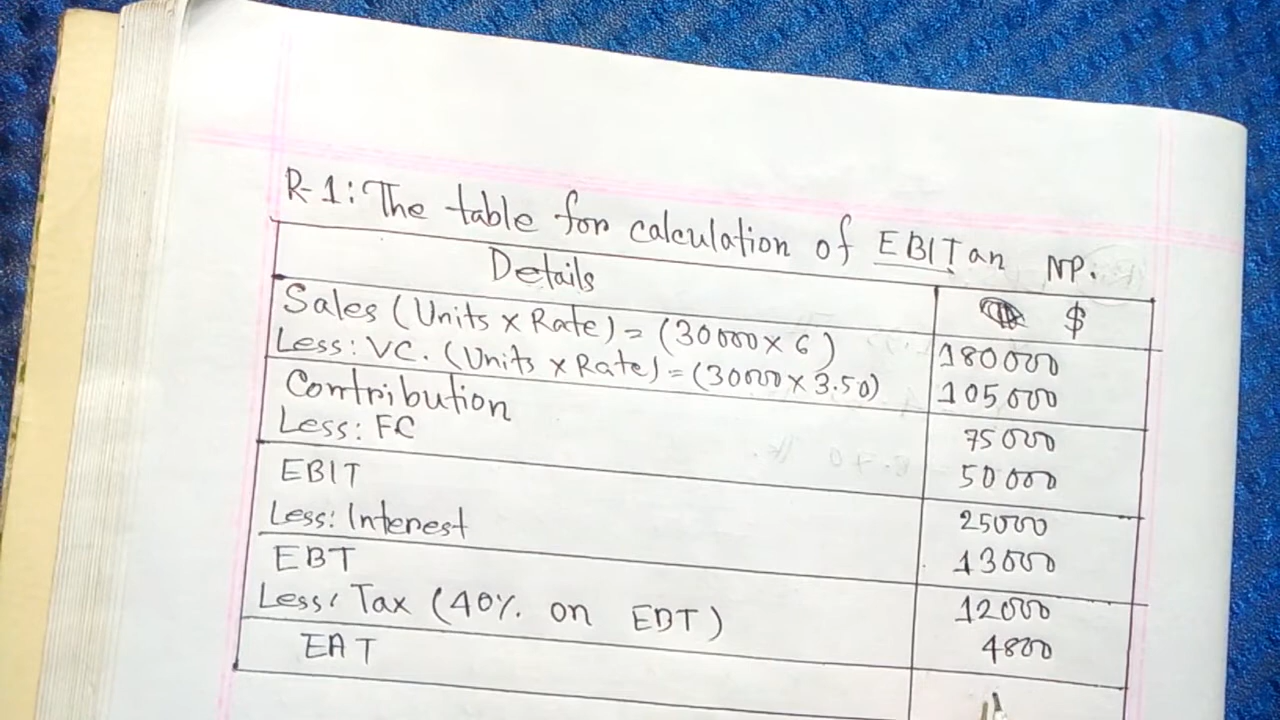 R-1: The table for calculation of EBIT an NP.
Details $
Sales (Units x Rate) = (30000 x 6) 180000
Less: VC. (Units x Rate) = (30000 x 3.50) 105000
Contribution 75000
Less: FC 50000
EBIT 25000
Less: Interest 13000
EBT 12000
Less: Tax (40% on EBT) 4800
EAT